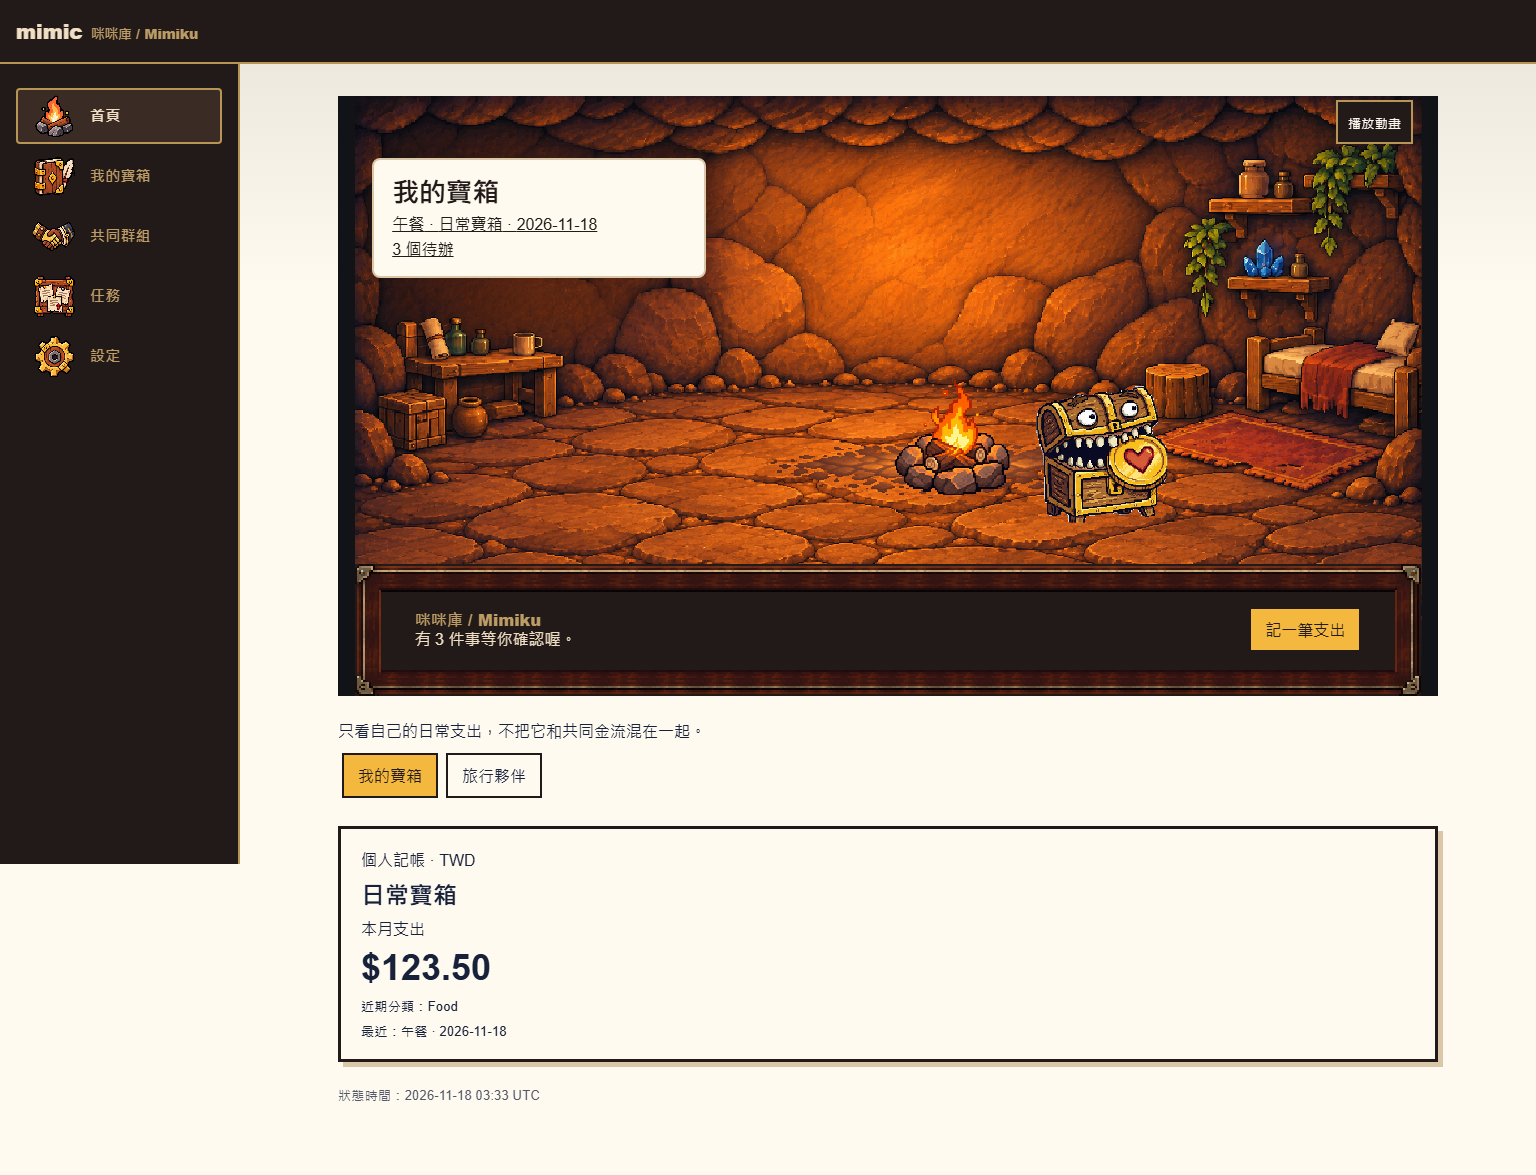 mimic 咪咪庫 / Mimiku
首頁
我的寶箱
共同群組
任務
設定
播放動畫
我的寶箱
午餐 · 日常寶箱 · 2026-11-18
3 個待辦
咪咪庫 / Mimiku
有 3 件事等你確認喔。
記一筆支出
只看自己的日常支出，不把它和共同金流混在一起。
我的寶箱
旅行夥伴
個人記帳 · TWD
日常寶箱
本月支出
$123.50
近期分類：Food
最近：午餐 · 2026-11-18
狀態時間：2026-11-18 03:33 UTC